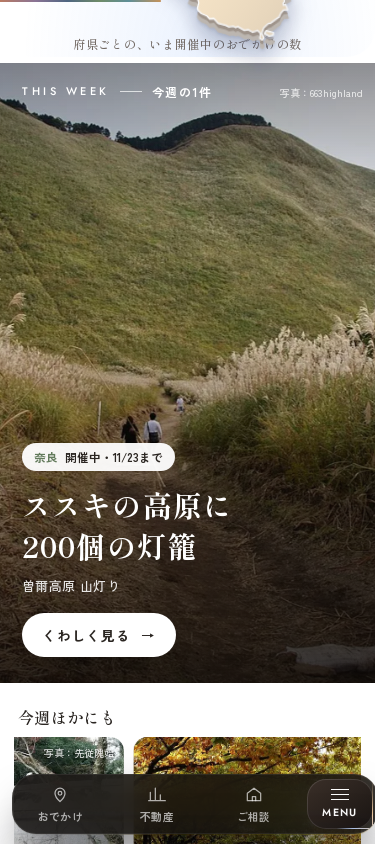 府県ごとの、いま開催中のおでかけの数
THIS WEEK 今週の1件
写真：663highland
奈良 開催中・11/23まで
ススキの高原に
200個の灯籠
曽爾高原 山灯り
くわしく見る →
今週ほかにも
写真：先従隗始
おでかけ
不動産
ご相談
MENU